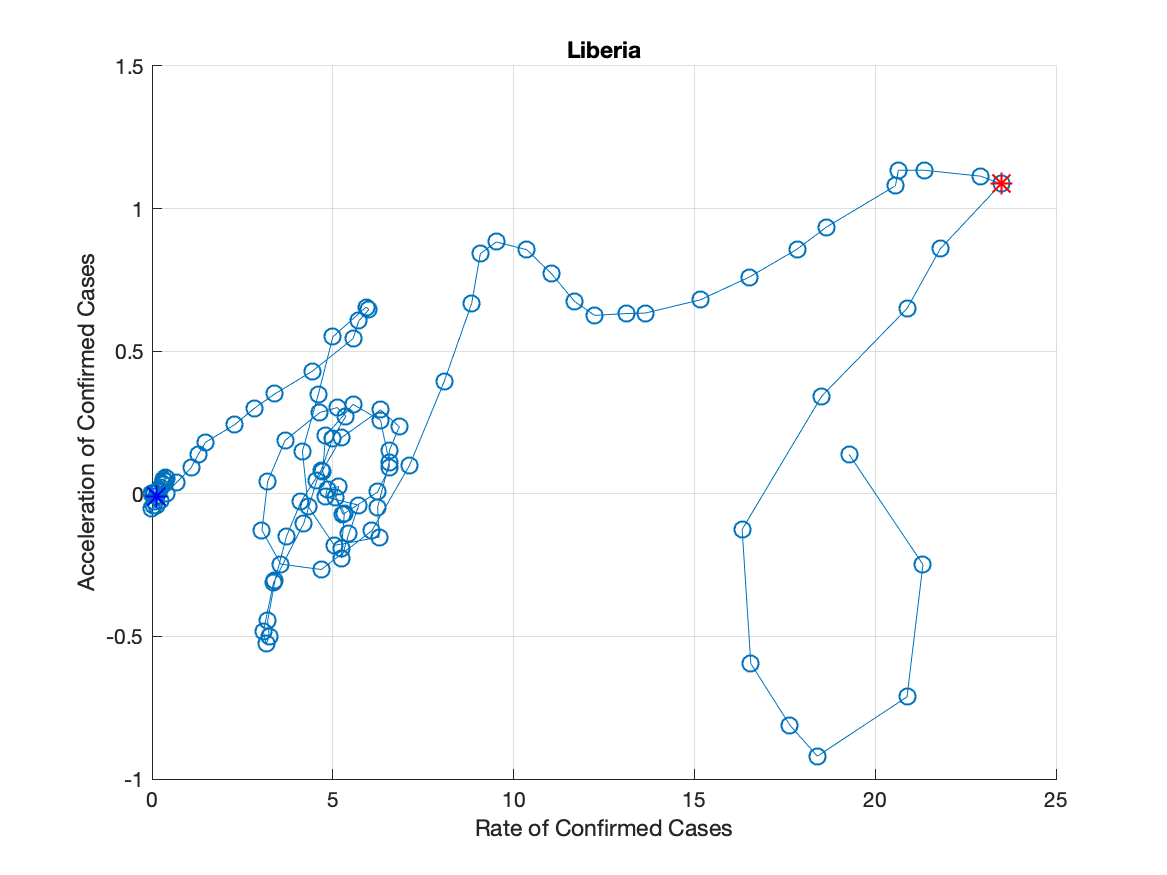 Liberia
1.5
1
0.5
0
-0.5
-1
Acceleration of Confirmed Cases
0 5 10 15 20 25
Rate of Confirmed Cases